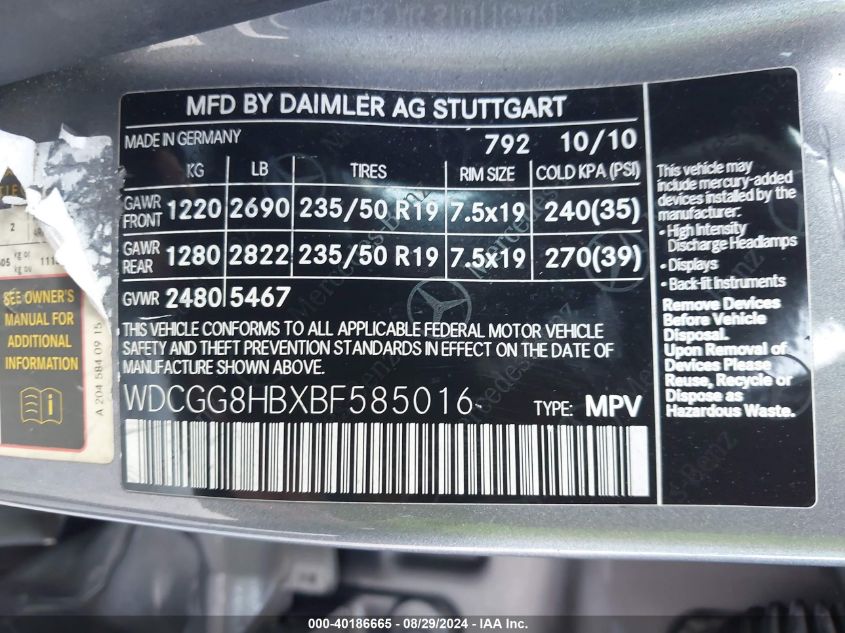 MFD BY DAIMLER AG STUTTGART
MADE IN GERMANY 792 10/10
KG LB TIRES RIM SIZE COLD KPA (PSI)
GAWR FRONT 1220 2690 235/50 R19 7.5x19 240(35)
GAWR REAR 1280 2822 235/50 R19 7.5x19 270(39)
GVWR 2480 5467
THIS VEHICLE CONFORMS TO ALL APPLICABLE FEDERAL MOTOR VEHICLE
SAFETY AND THEFT PREVENTION STANDARDS IN EFFECT ON THE DATE OF
MANUFACTURE SHOWN ABOVE.
WDCGG8HBXBF585016 TYPE: MPV
This vehicle may
include mercury-added
devices installed by the
manufacturer:
• High Intensity
Discharge Headlamps
• Displays
• Back-lit Instruments
Remove Devices
Before Vehicle
Disposal.
Upon Removal of
Devices Please
Reuse, Recycle or
Dispose as
Hazardous Waste.
Mercedes-Benz
SEE OWNER'S
MANUAL FOR
ADDITIONAL
INFORMATION
A 204 584 09 15
000-40186665 - 08/29/2024 - IAA Inc.